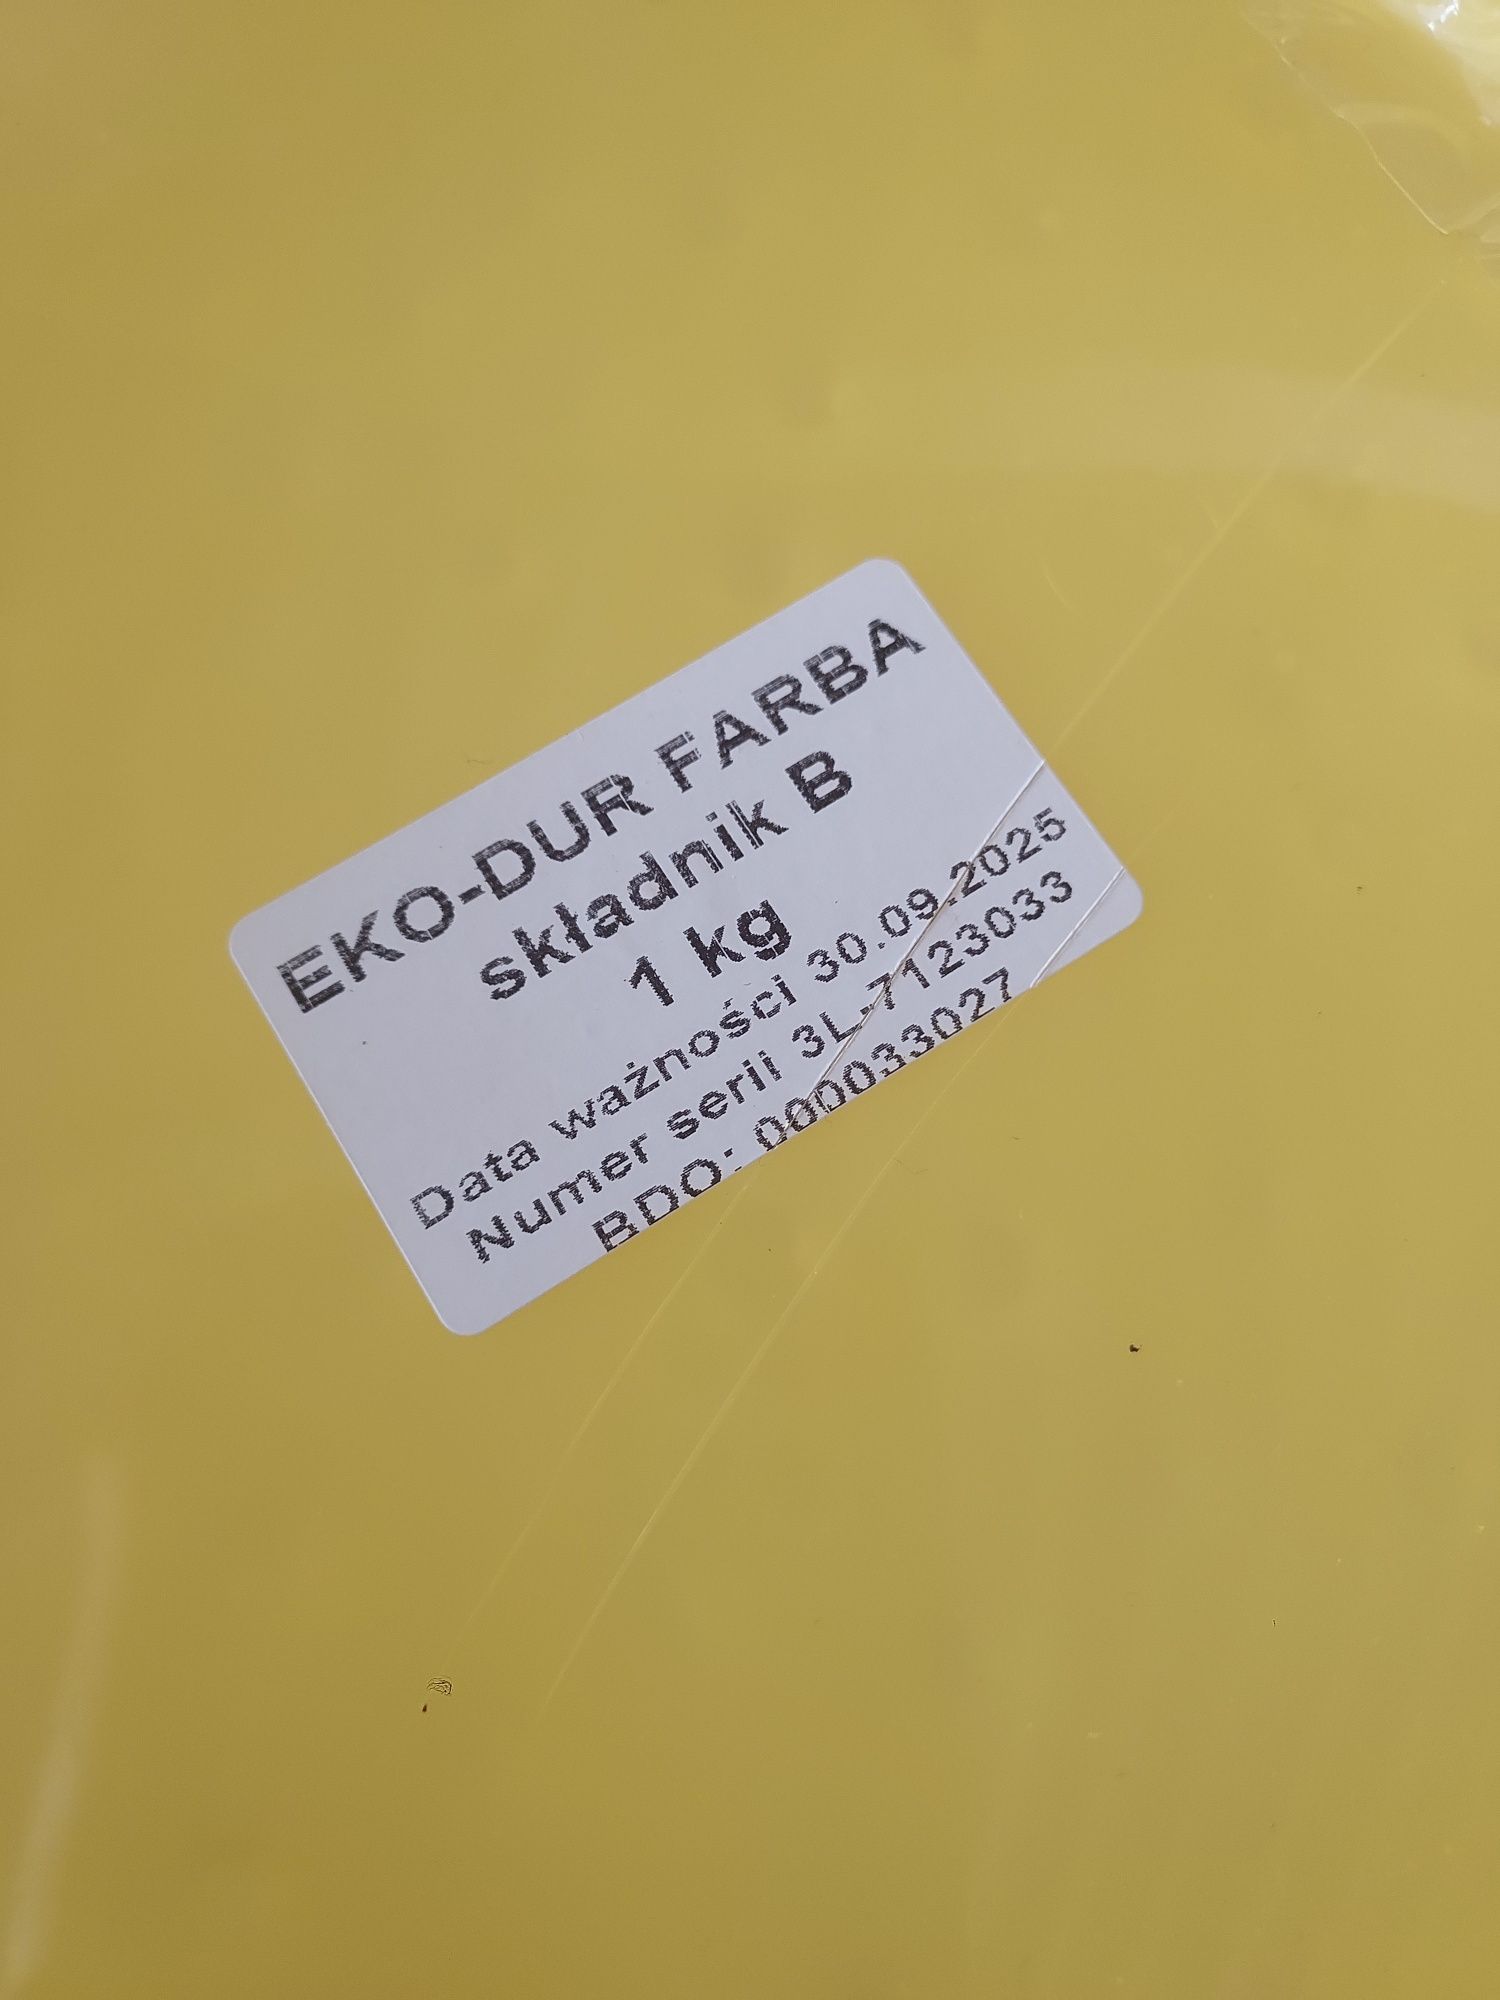 EKO-DUR FARBA
składnik B
1 kg
Data ważności 30.09.2025
Numer serii 3L-7123033
BDO: 000033027